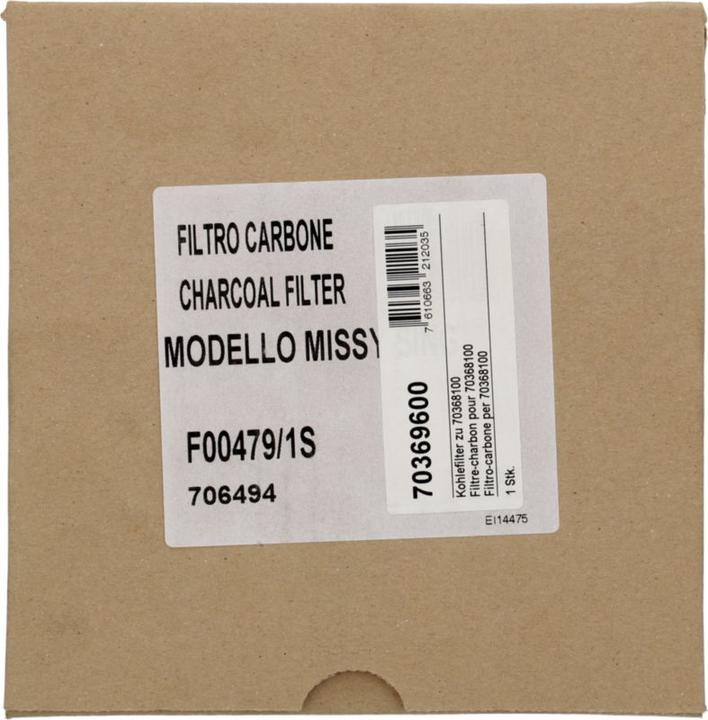 FILTRO CARBONE
CHARCOAL FILTER
MODELLO MISSY
F00479/1S
706494
7 610663 212035
70369600
Kohlefilter zu 70368100
Filtre-charbon pour 70368100
Filtro-carbone per 70368100
1 Stk.
EI14475